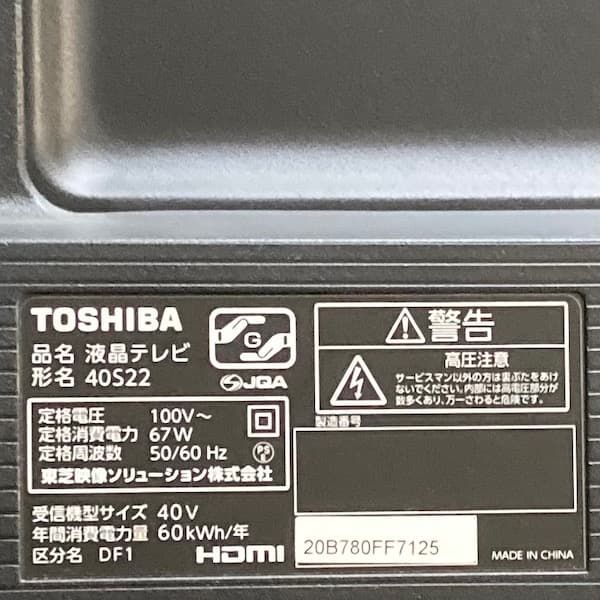 TOSHIBA
品名 液晶テレビ
形名 40S22
G
JQA
定格電圧 100V～
定格消費電力 67W
定格周波数 50/60 Hz
PS
E
東芝映像ソリューション株式会社
受信機型サイズ 40V
年間消費電力量 60kWh/年
区分名 DF1
HDMI
警告
高圧注意
サービスマン以外の方は裏ぶたをあけ
ないでください。内部には高電圧部分が
数多くあり、万一さわると危険です。
製造番号
20B780FF7125
MADE IN CHINA